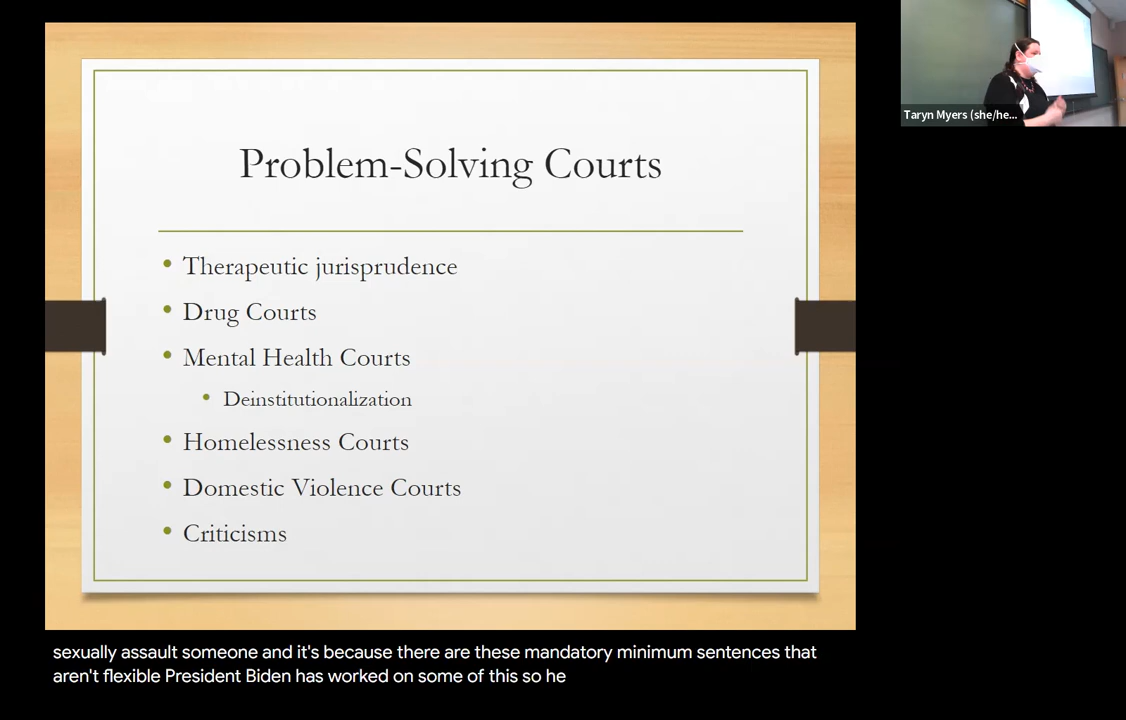 Problem-Solving Courts
Therapeutic jurisprudence
Drug Courts
Mental Health Courts
Deinstitutionalization
Homelessness Courts
Domestic Violence Courts
Criticisms
Taryn Myers (she/he...
sexually assault someone and it's because there are these mandatory minimum sentences that
aren't flexible President Biden has worked on some of this so he